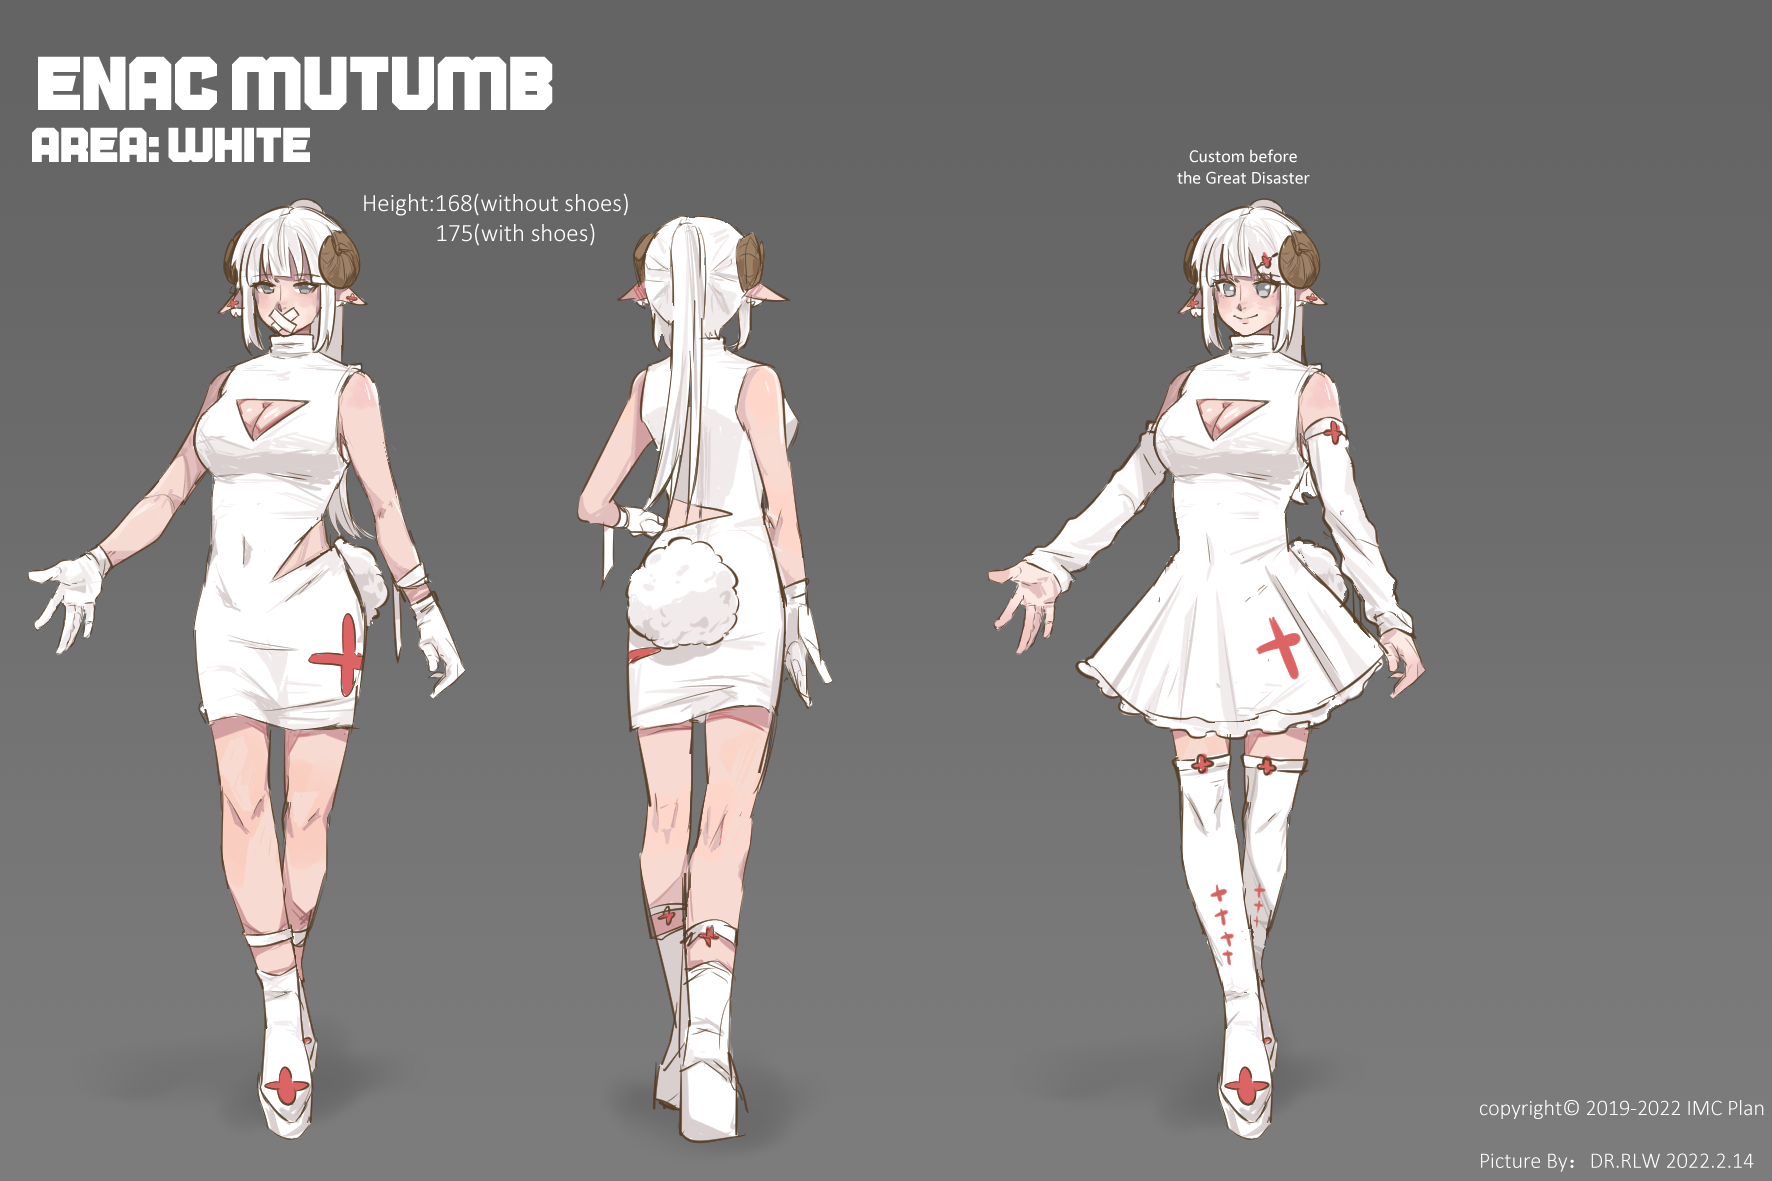 ENAC MUTUMB
AREA: WHITE
Height:168(without shoes)
175(with shoes)
Custom before
the Great Disaster
copyright© 2019-2022 IMC Plan
Picture By：DR.RLW 2022.2.14